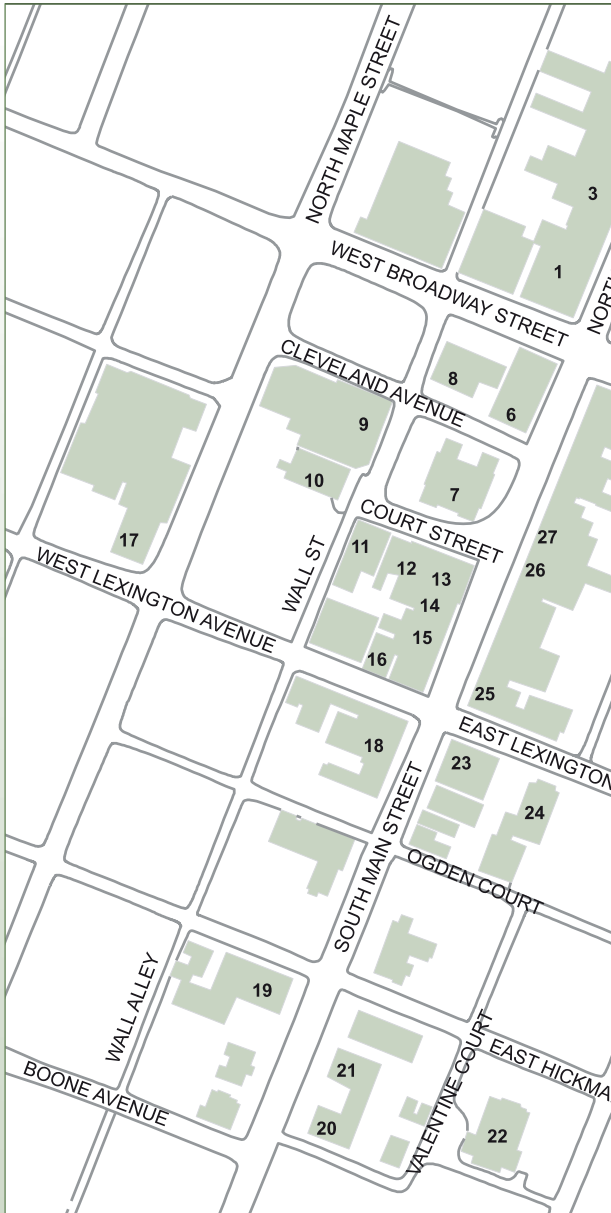 NORTH MAPLE STREET
3
1
NORT
WEST BROADWAY STREET
CLEVELAND AVENUE
8
6
9
10
7
COURT STREET
27
26
17
11
12
13
14
15
16
WALL ST
WEST LEXINGTON AVENUE
25
EAST LEXINGTON
18
23
24
SOUTH MAIN STREET
OGDEN COURT
WALL ALLEY
19
BOONE AVENUE
21
20
VALENTINE COURT
EAST HICKMA
22